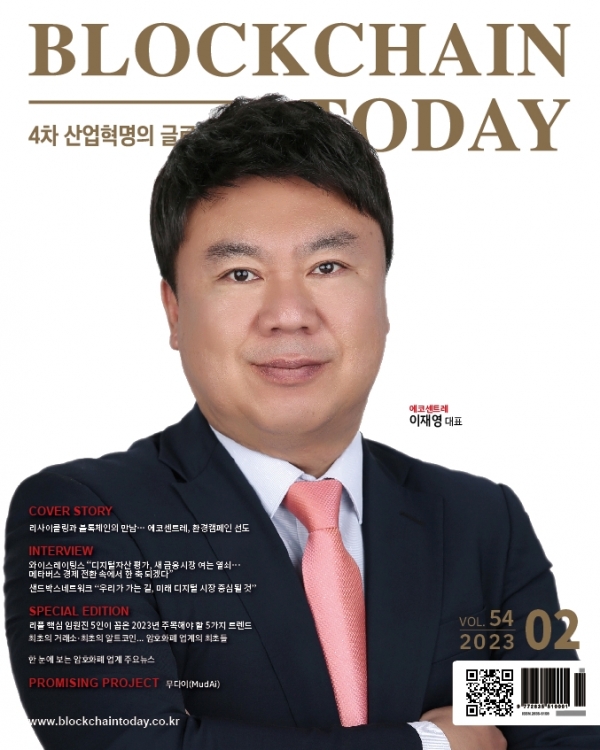 BLOCKCHAIN
TODAY
4차 산업혁명의
에코센트레
이재영 대표
COVER STORY
리사이클링과 블록체인의 만남… 에코센트레, 환경캠페인 선도
INTERVIEW
와이스레이팅스 “디지털자산 평가, 새 금융시장 여는 열쇠…
메타버스 경제 전환 속에서 한 축 되겠다”
샌드박스네트워크 “우리가 가는 길, 미래 디지털 시장 중심될 것”
SPECIAL EDITION
리플 핵심 임원진 5인이 꼽은 2023년 주목해야 할 5가지 트렌드
최초의 거래소·최초의 알트코인... 암호화폐 업계의 최초들
한 눈에 보는 암호화폐 업계 주요뉴스
PROMISING PROJECT 무다이(MudAi)
VOL. 54
2023
02
www.blockchaintoday.co.kr